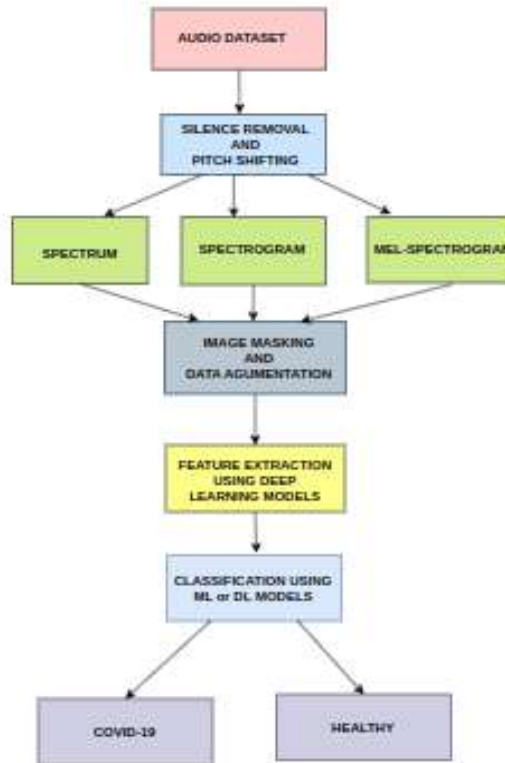 AUDIO DATASET
SILENCE REMOVAL
AND
PITCH SHIFTING
SPECTRUM
SPECTROGRAM
MEL-SPECTROGRAM
IMAGE MASKING
AND
DATA AGUMENTATION
FEATURE EXTRACTION
USING DEEP
LEARNING MODELS
CLASSIFICATION USING
ML or DL MODELS
COVID-19
HEALTHY